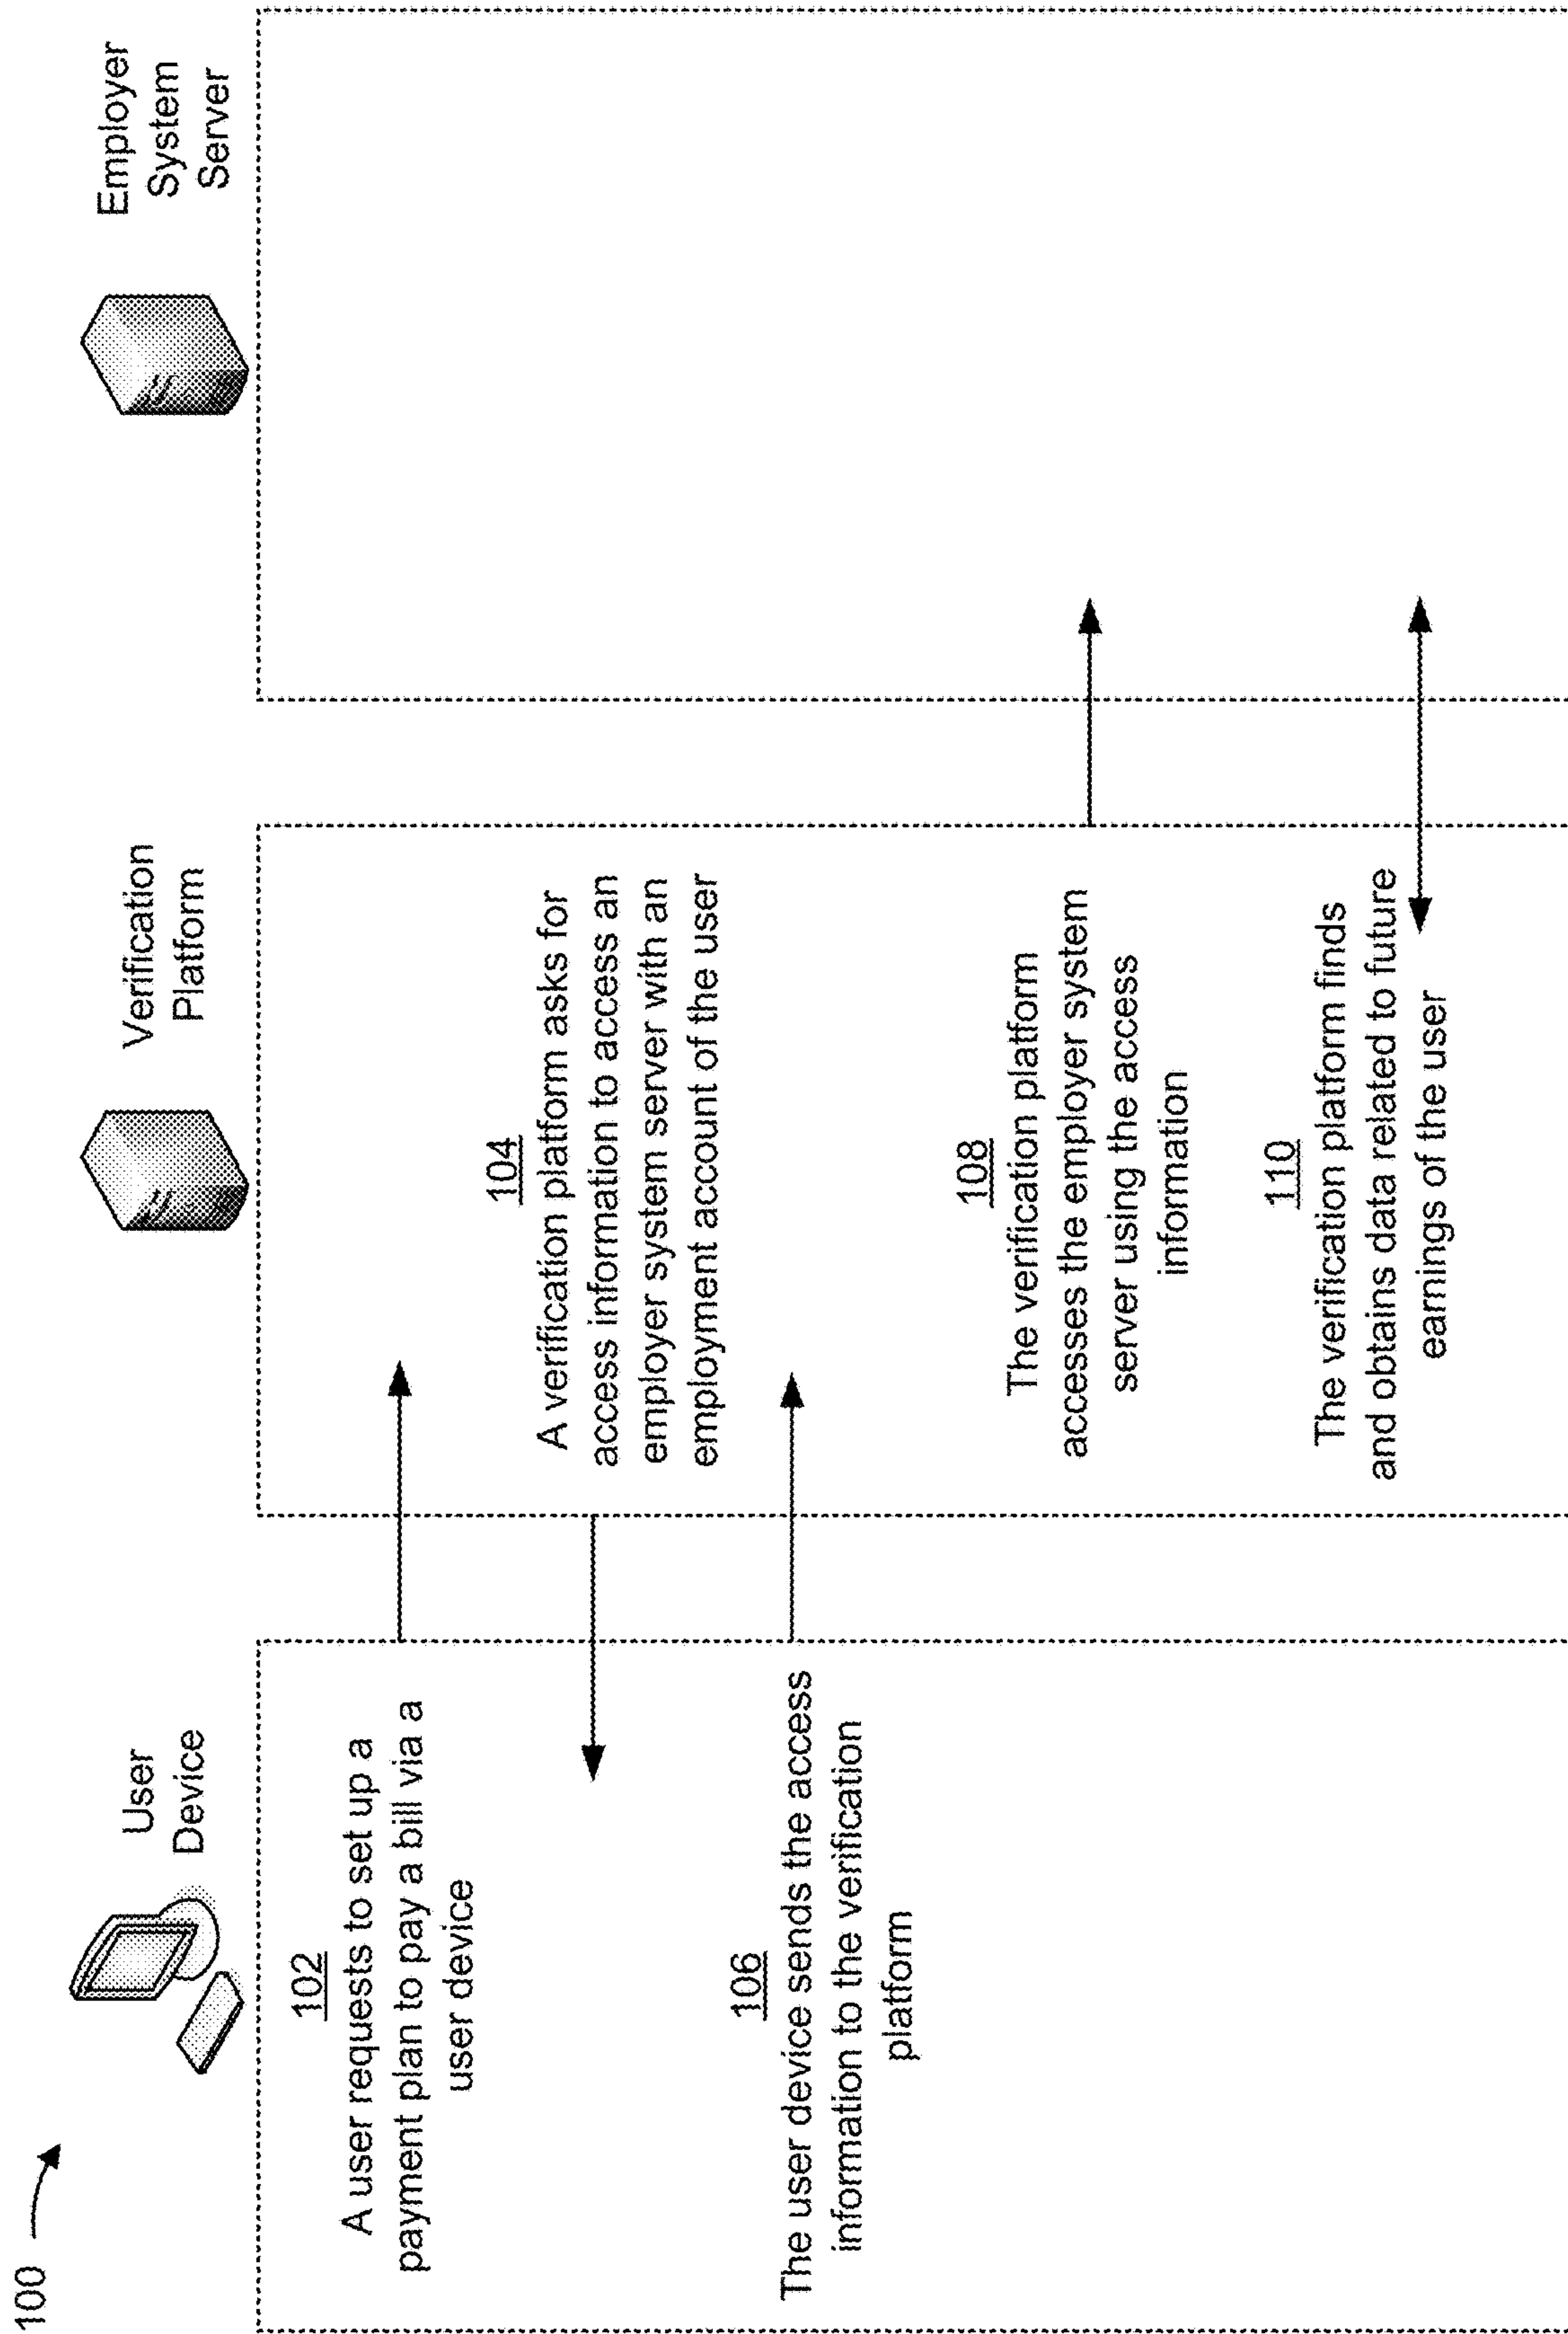 100
User
Device
Verification
Platform
Employer
System
Server
102
A user requests to set up a
payment plan to pay a bill via a
user device
104
A verification platform asks for
access information to access an
employer system server with an
employment account of the user
106
The user device sends the access
information to the verification
platform
108
The verification platform
accesses the employer system
server using the access
information
110
The verification platform finds
and obtains data related to future
earnings of the user